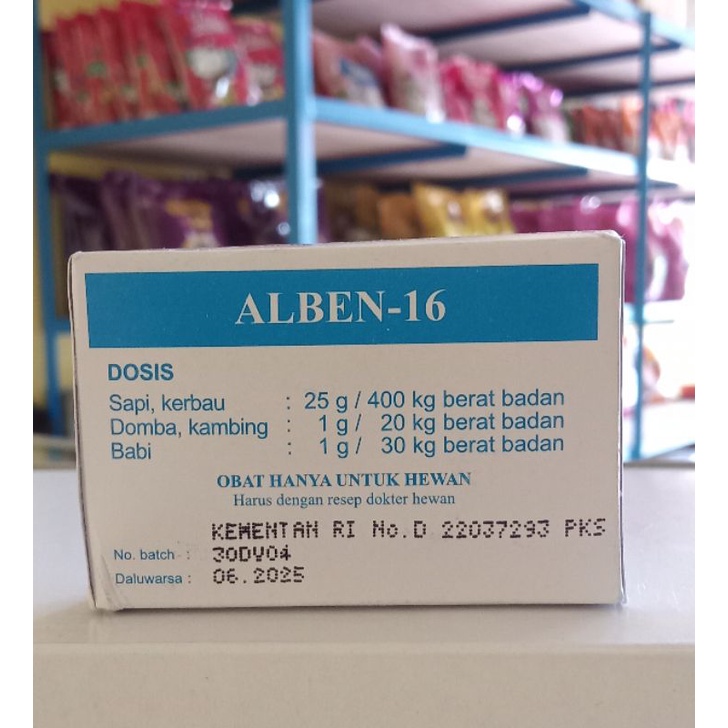 ALBEN-16
DOSIS
Sapi, kerbau : 25 g / 400 kg berat badan
Domba, kambing : 1 g / 20 kg berat badan
Babi : 1 g / 30 kg berat badan
OBAT HANYA UNTUK HEWAN
Harus dengan resep dokter hewan
KEMENTAN RI No.D 22037293 PKS
No. batch : 30DV04
Daluwarsa : 06.2025